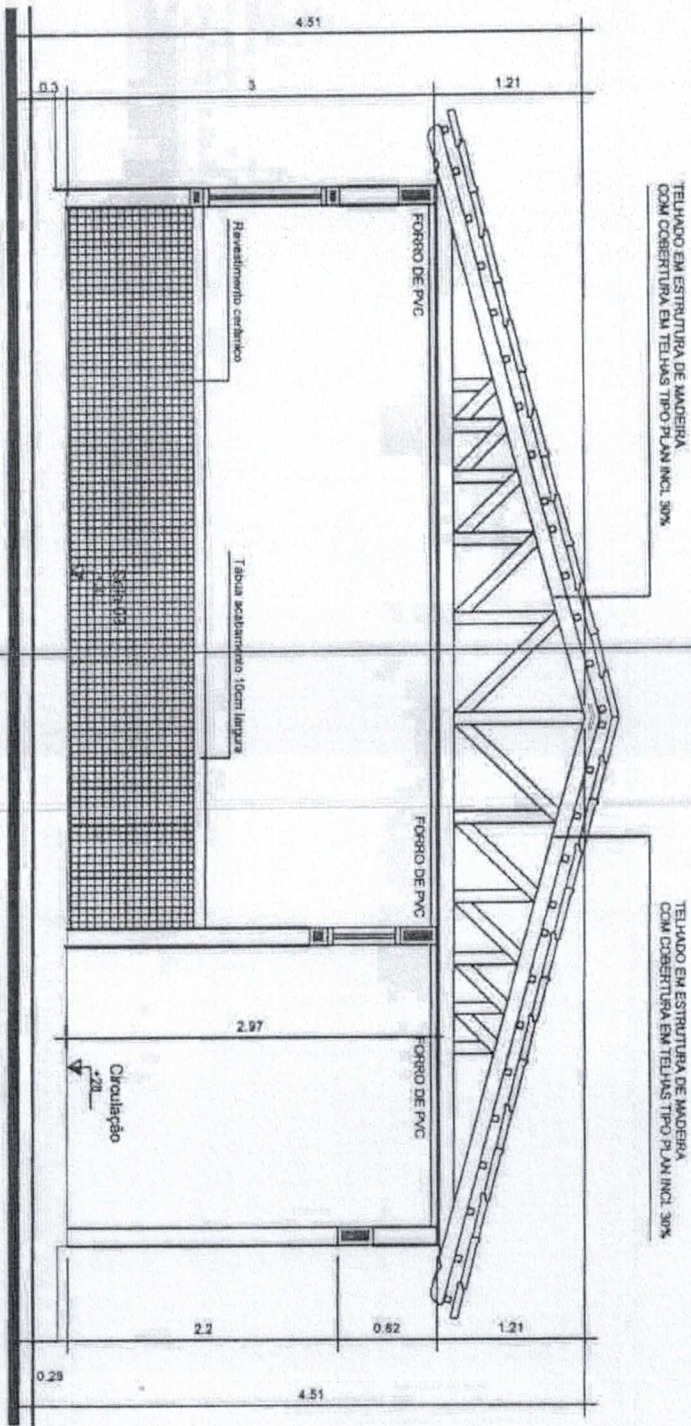 TELHADO EM ESTRUTURA DE MADEIRA
COM COBERTURA EM TELHAS TIPO PLAN INCL. 30%
TELHADO EM ESTRUTURA DE MADEIRA
COM COBERTURA EM TELHAS TIPO PLAN INCL. 30%
4.51
0.3
3
1.21
FORRO DE PVC
FORRO DE PVC
FORRO DE PVC
Revestimento cerâmico
Tábua acabamento 10cm largura
2.97
Circulação
+28
2.2
0.62
1.21
0.28
4.51